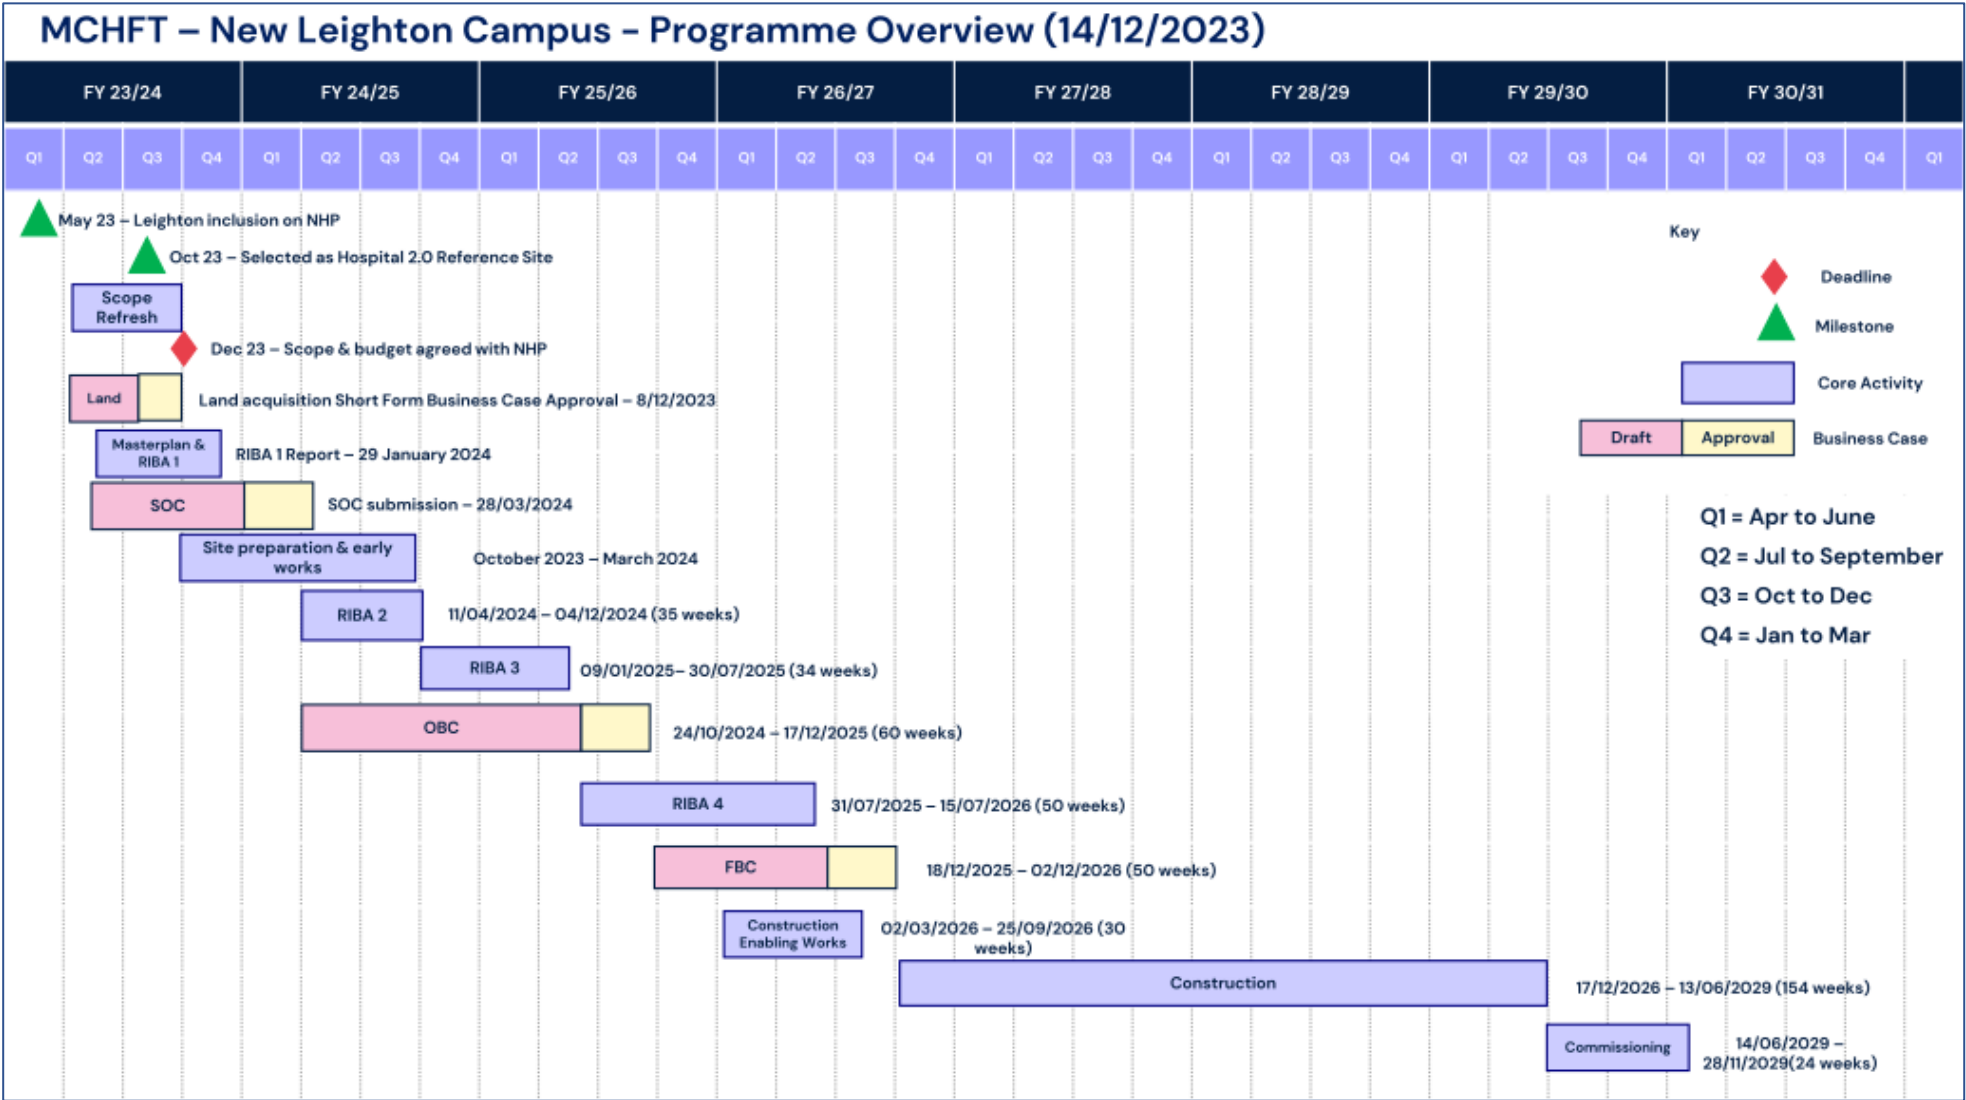 MCHFT – New Leighton Campus - Programme Overview (14/12/2023)
FY 23/24 FY 24/25 FY 25/26 FY 26/27 FY 27/28 FY 28/29 FY 29/30 FY 30/31
Q1 Q2 Q3 Q4 Q1 Q2 Q3 Q4 Q1 Q2 Q3 Q4 Q1 Q2 Q3 Q4 Q1 Q2 Q3 Q4 Q1 Q2 Q3 Q4 Q1 Q2 Q3 Q4 Q1 Q2 Q3 Q4 Q1
May 23 – Leighton inclusion on NHP
Oct 23 – Selected as Hospital 2.0 Reference Site
Scope
Refresh
Dec 23 – Scope & budget agreed with NHP
Land
Land acquisition Short Form Business Case Approval – 8/12/2023
Masterplan &
RIBA 1
RIBA 1 Report – 29 January 2024
SOC
SOC submission – 28/03/2024
Site preparation & early
works
October 2023 – March 2024
RIBA 2
11/04/2024 – 04/12/2024 (35 weeks)
RIBA 3
09/01/2025– 30/07/2025 (34 weeks)
OBC
24/10/2024 – 17/12/2025 (60 weeks)
RIBA 4
31/07/2025 – 15/07/2026 (50 weeks)
FBC
18/12/2025 – 02/12/2026 (50 weeks)
Construction
Enabling Works
02/03/2026 – 25/09/2026 (30
weeks)
Construction
17/12/2026 – 13/06/2029 (154 weeks)
Commissioning
14/06/2029 –
28/11/2029(24 weeks)
Key
Deadline
Milestone
Core Activity
Draft Approval Business Case
Q1 = Apr to June
Q2 = Jul to September
Q3 = Oct to Dec
Q4 = Jan to Mar